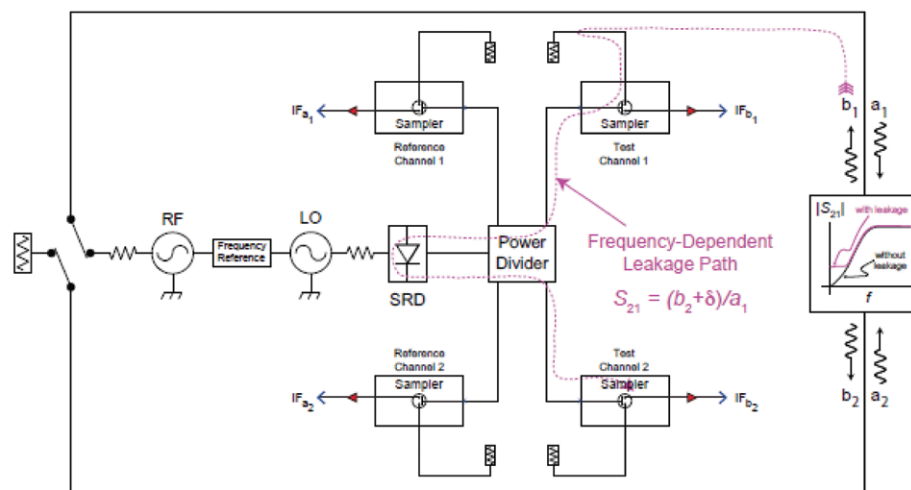 IFa1
Sampler
Reference
Channel 1
Sampler
Test
Channel 1
IFb1
b1 a1
RF
LO
Frequency
Reference
SRD
Power
Divider
Frequency-Dependent
Leakage Path
S21 = (b2+δ)/a1
|S21|
with leakage
without
leakage
f
Reference
Channel 2
Sampler
IFa2
Test
Channel 2
Sampler
IFb2
b2 a2